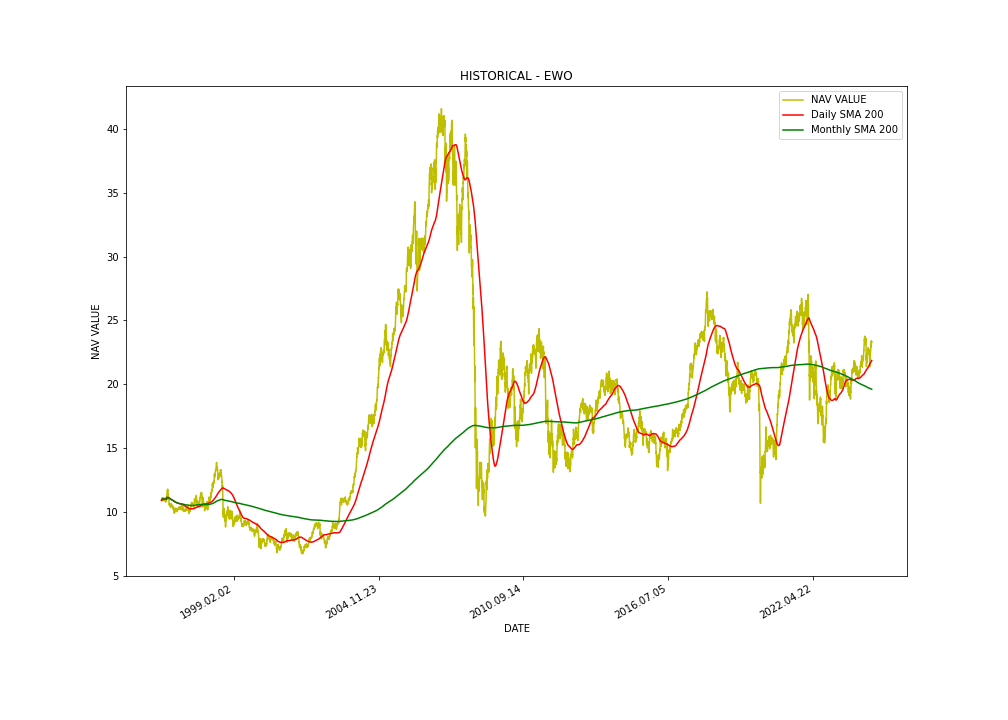 HISTORICAL - EWO
NAV VALUE
Daily SMA 200
Monthly SMA 200
40
35
30
25
20
15
10
5
NAV VALUE
1999.02.02
2004.11.23
2010.09.14
2016.07.05
2022.04.22
DATE